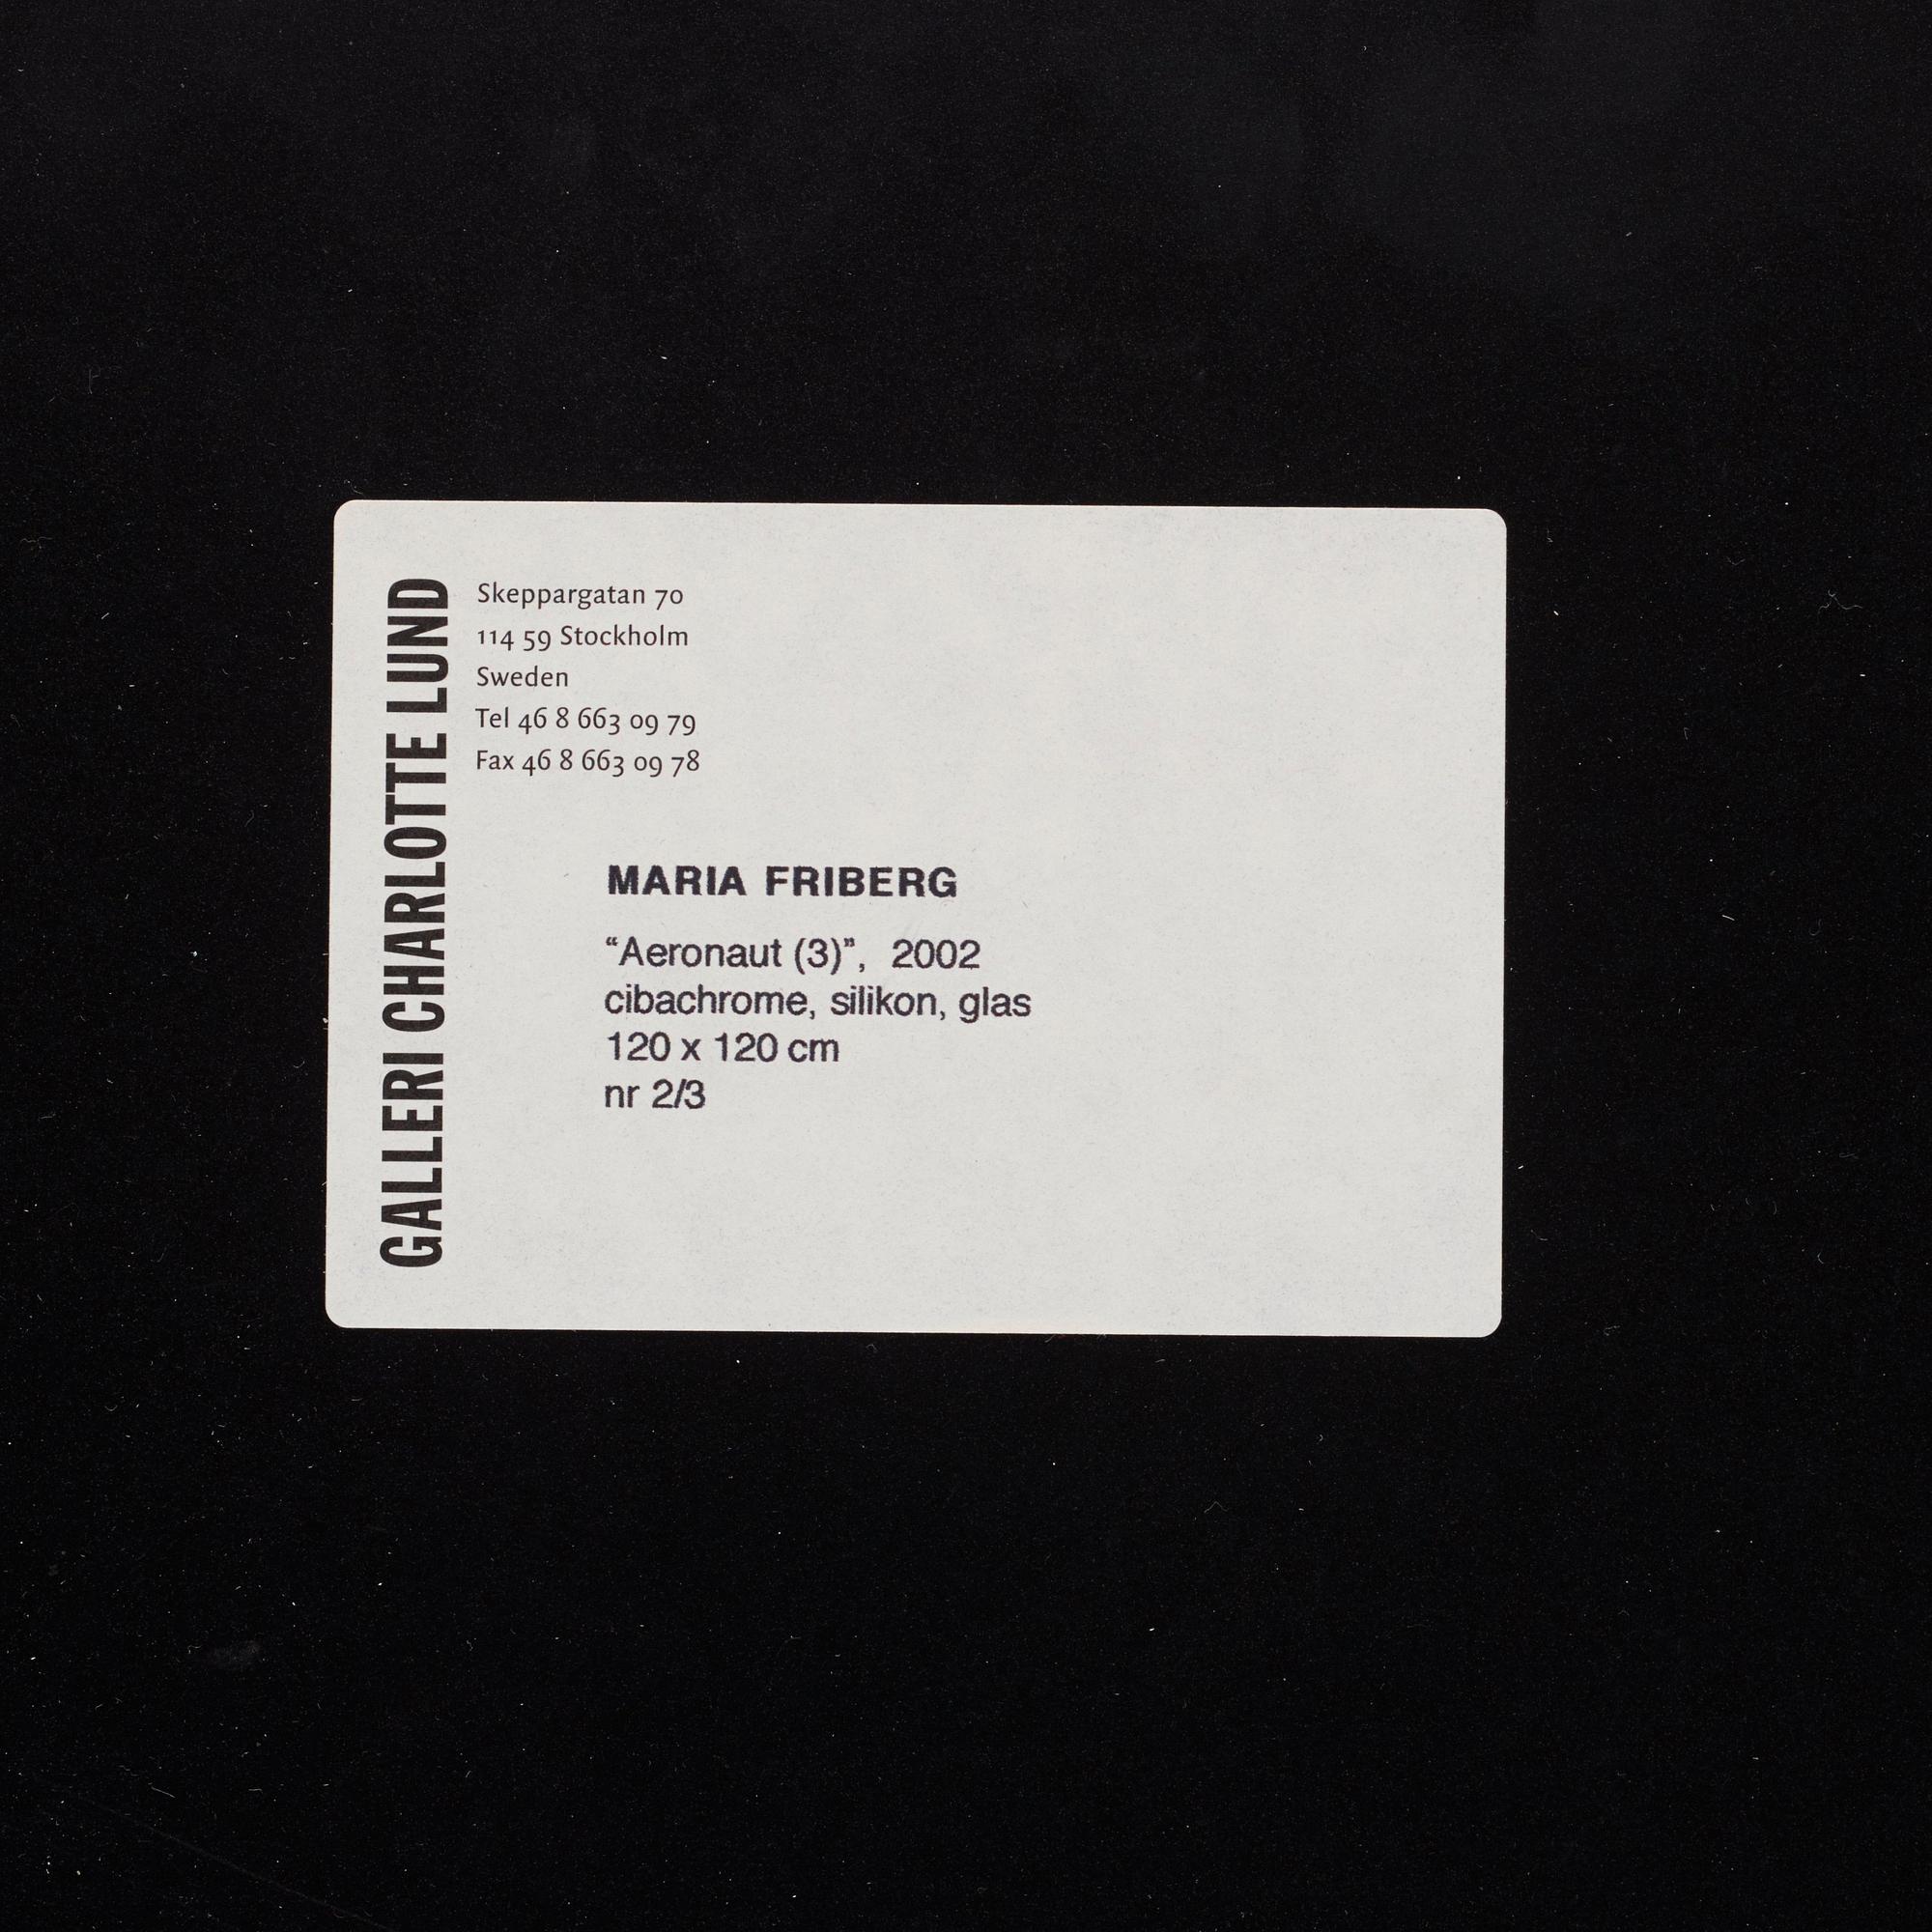 GALLERI CHARLOTTE LUND
Skeppargatan 70
114 59 Stockholm
Sweden
Tel 46 8 663 09 79
Fax 46 8 663 09 78
MARIA FRIBERG
“Aeronaut (3)”, 2002
cibachrome, silikon, glas
120 x 120 cm
nr 2/3